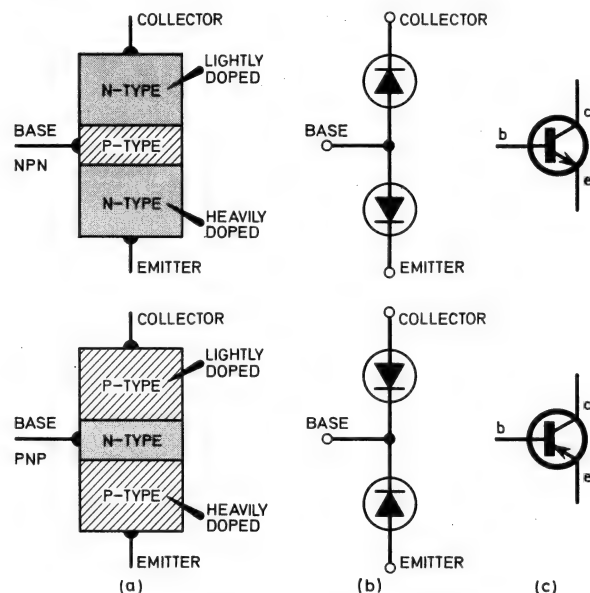 COLLECTOR
LIGHTLY
DOPED
N-TYPE
BASE
NPN
P-TYPE
N-TYPE
HEAVILY
DOPED
EMITTER
COLLECTOR
BASE
EMITTER
c
b
e
COLLECTOR
LIGHTLY
DOPED
P-TYPE
BASE
PNP
N-TYPE
P-TYPE
HEAVILY
DOPED
EMITTER
COLLECTOR
BASE
EMITTER
c
b
e
(a)
(b)
(c)